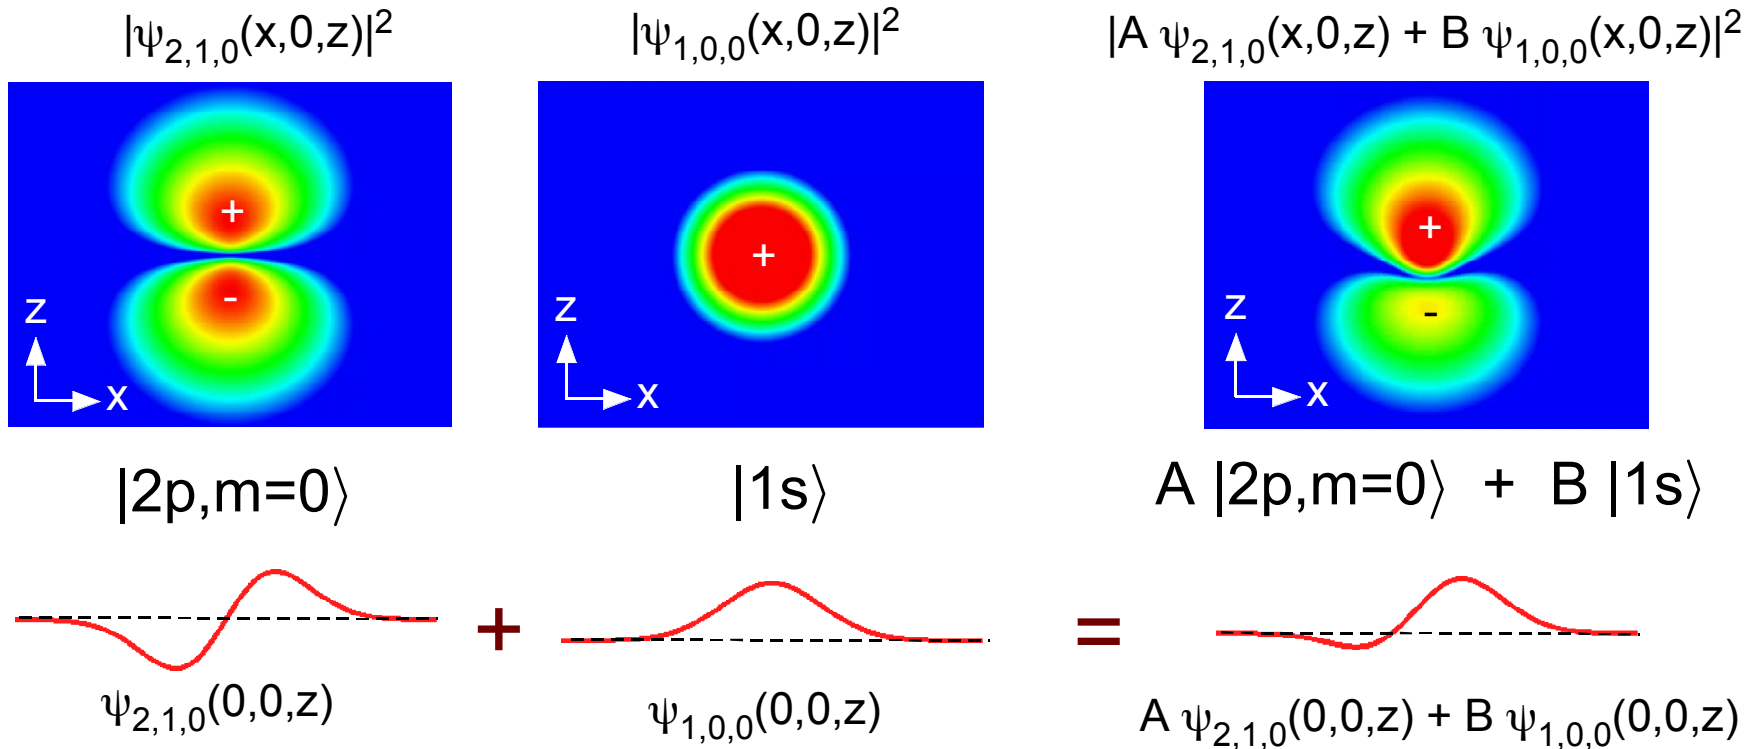 |ψ2,1,0(x,0,z)|²
|ψ1,0,0(x,0,z)|²
|A ψ2,1,0(x,0,z) + B ψ1,0,0(x,0,z)|²
+
-
z
x
+
z
x
+
-
z
x
|2p,m=0⟩
|1s⟩
A |2p,m=0⟩ + B |1s⟩
+
=
ψ2,1,0(0,0,z)
ψ1,0,0(0,0,z)
A ψ2,1,0(0,0,z) + B ψ1,0,0(0,0,z)